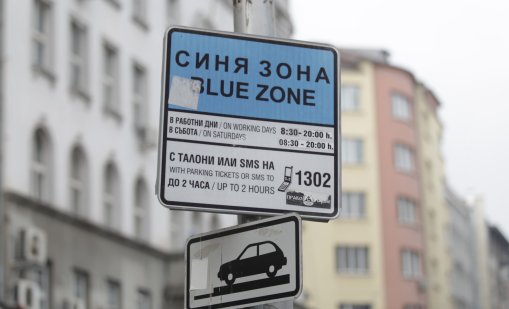 СИНЯ ЗОНА
BLUE ZONE
В РАБОТНИ ДНИ / ON WORKING DAYS 8:30- 20:00 h.
В СЪБОТА / ON SATURDAYS 08:30 - 20:00 h.
С ТАЛОНИ ИЛИ SMS НА
WITH PARKING TICKETS OR SMS TO 1302
ДО 2 ЧАСА / UP TO 2 HOURS